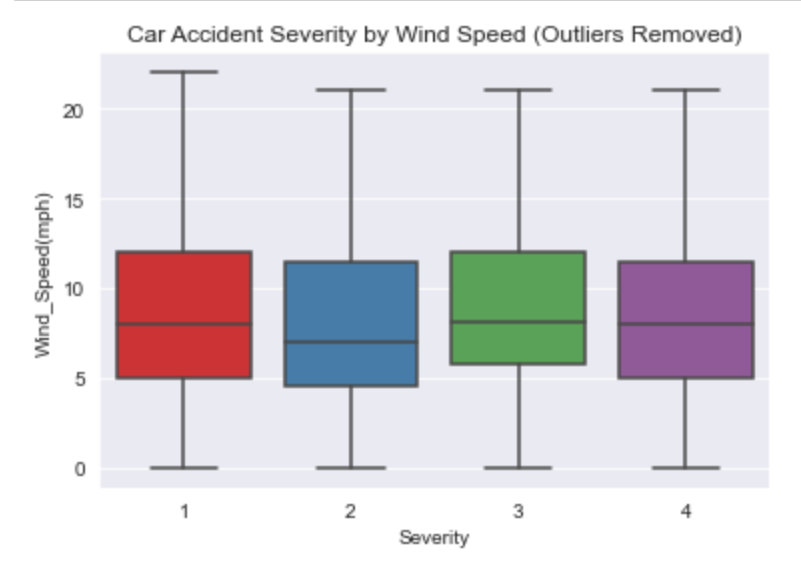 Car Accident Severity by Wind Speed (Outliers Removed)
Wind_Speed(mph)
20
15
10
5
0
1 2 3 4
Severity